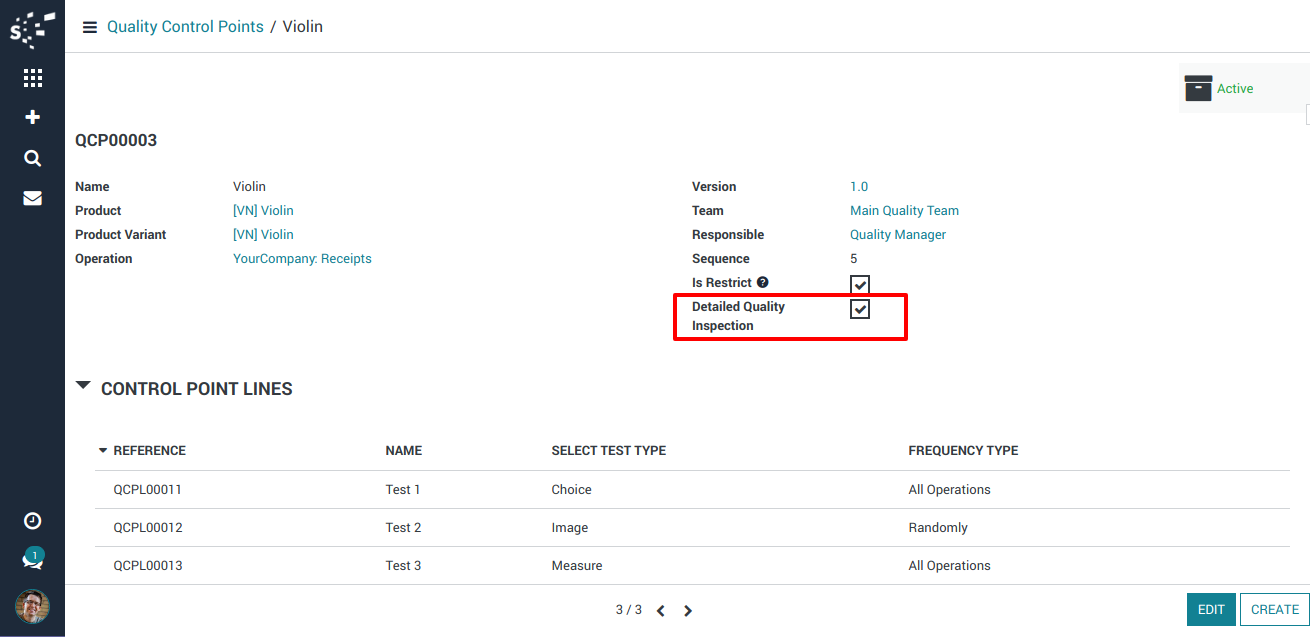 Quality Control Points / Violin
Active
QCP00003
Name Violin
Product [VN] Violin
Product Variant [VN] Violin
Operation YourCompany: Receipts
Version 1.0
Team Main Quality Team
Responsible Quality Manager
Sequence 5
Is Restrict ?
Detailed Quality
Inspection
CONTROL POINT LINES
REFERENCE NAME SELECT TEST TYPE FREQUENCY TYPE
QCPL00011 Test 1 Choice All Operations
QCPL00012 Test 2 Image Randomly
QCPL00013 Test 3 Measure All Operations
1
3 / 3
EDIT CREATE